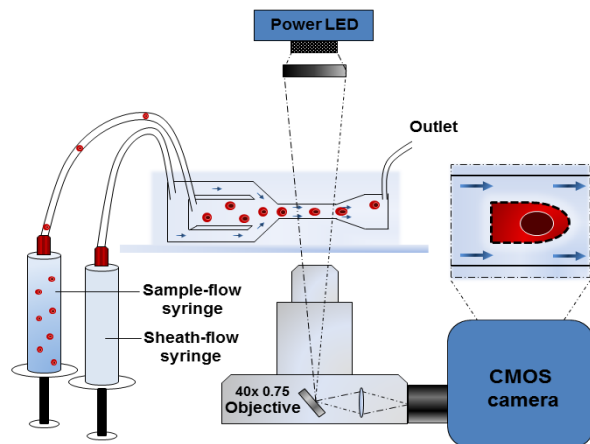 Power LED
Outlet
Sample-flow
syringe
Sheath-flow
syringe
40x 0.75
Objective
CMOS
camera